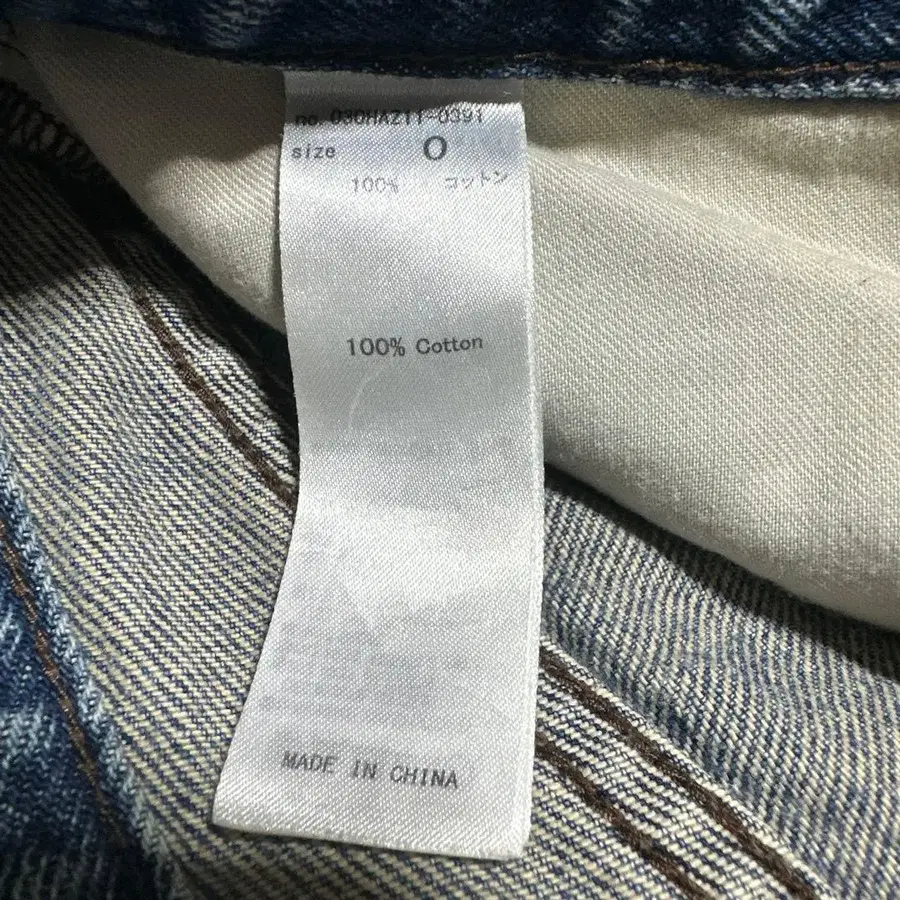 no. 030HAZ11-0391
size O
100% コットン
100% Cotton
MADE IN CHINA